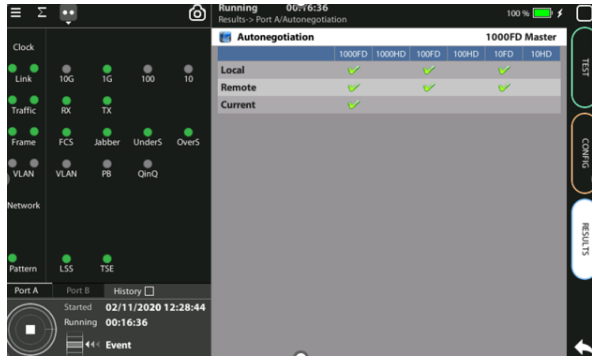 Running 00:16:36 100 %
Results-> Port A/Autonegotiation
Autonegotiation 1000FD Master
1000FD 1000HD 100FD 100HD 10FD 10HD
Local
Remote
Current
Clock
Link 10G 1G 100 10
Traffic RX TX
Frame FCS Jabber UnderS OverS
VLAN VLAN PB QinQ
Network
Pattern LSS TSE
Port A Port B History
Started 02/11/2020 12:28:44
Running 00:16:36
Event
TEST
CONFIG
RESULTS